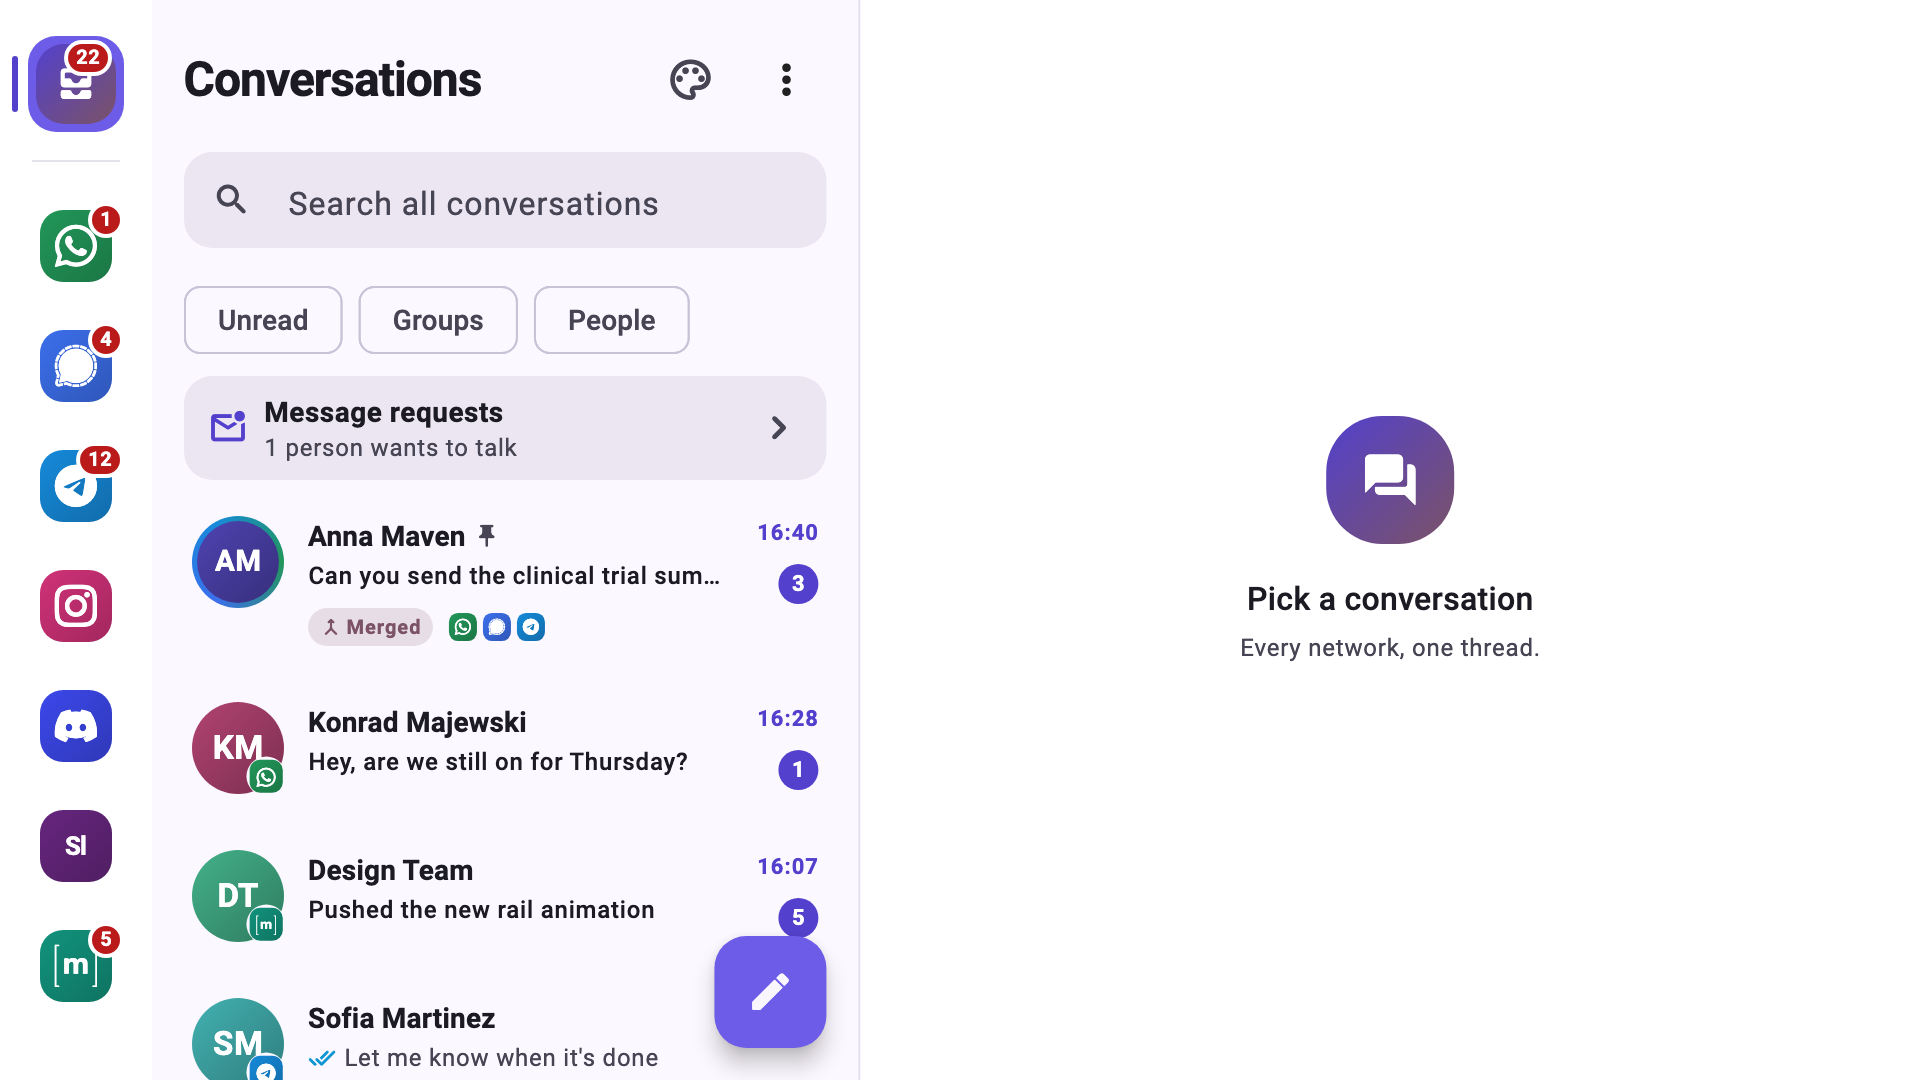 22
Conversations
Search all conversations
1
Unread
Groups
People
4
Message requests
1 person wants to talk
12
AM
Anna Maven
16:40
Can you send the clinical trial sum...
3
Merged
KM
Konrad Majewski
16:28
Hey, are we still on for Thursday?
1
Sl
DT
[m]
Design Team
16:07
Pushed the new rail animation
5
[m]
5
SM
Sofia Martinez
Let me know when it's done
Pick a conversation
Every network, one thread.